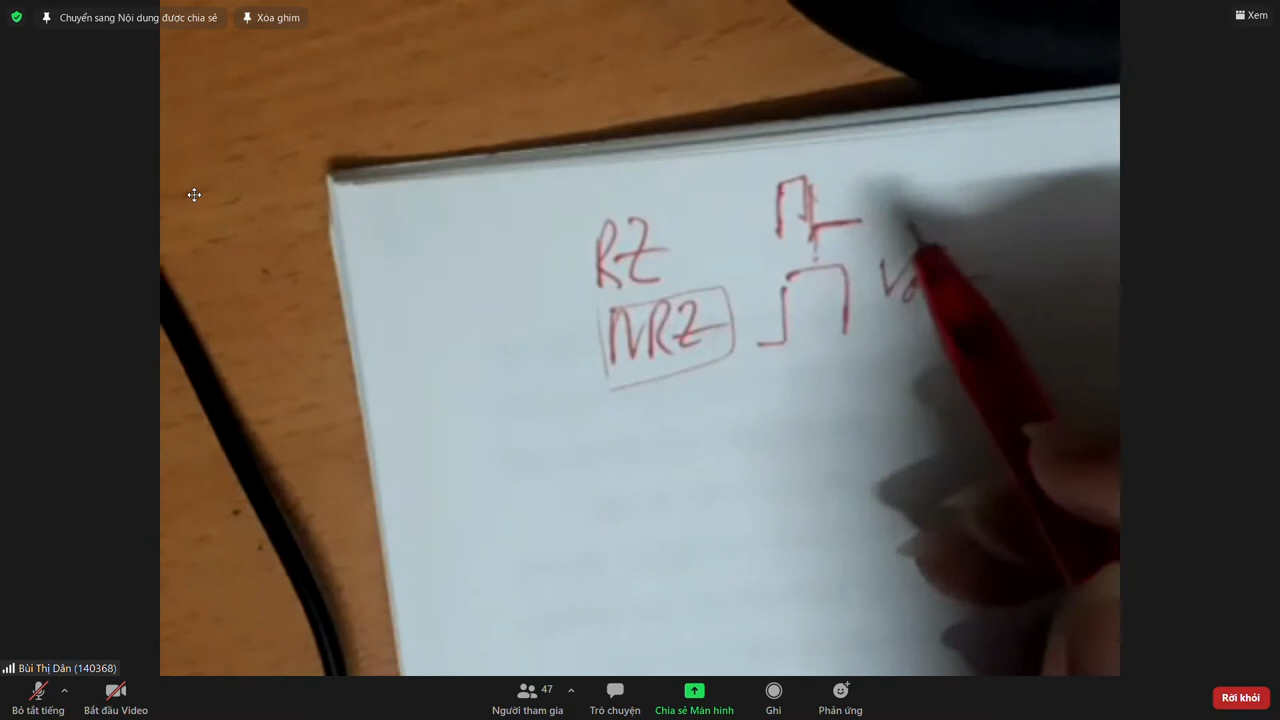 Chuyển sang Nội dung được chia sẻ
Xóa ghim
Xem
RZ
NRZ
Bùi Thị Dân (140368)
Bỏ tắt tiếng
Bắt đầu Video
47
Người tham gia
Trò chuyện
Chia sẻ Màn hình
Ghi
Phản ứng
Rời khỏi